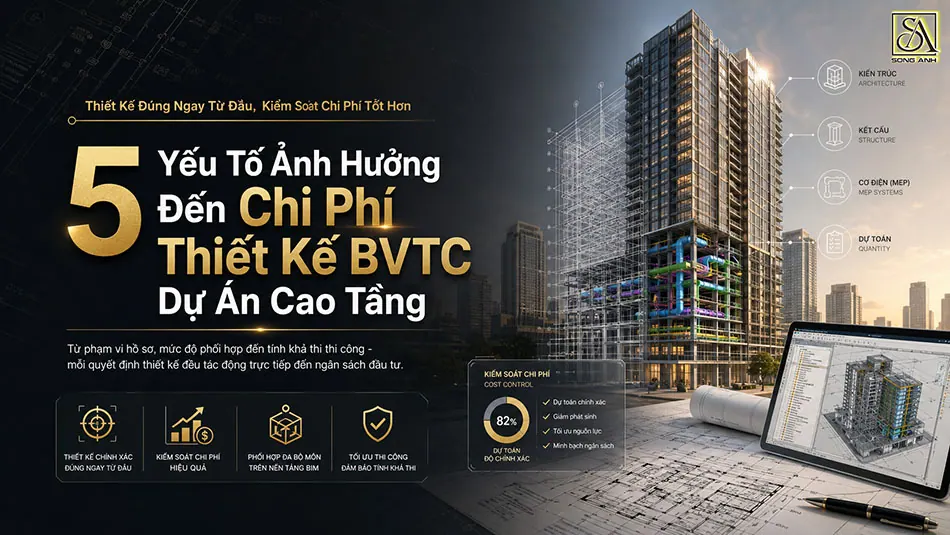 SA
SONG ANH
Thiết Kế Đúng Ngay Từ Đầu, Kiểm Soát Chi Phí Tốt Hơn
5
Yếu Tố Ảnh Hưởng
Đến Chi Phí
Thiết Kế BVTC
Dự Án Cao Tầng
Từ phạm vi hồ sơ, mức độ phối hợp đến tính khả thi thi công -
mỗi quyết định thiết kế đều tác động trực tiếp đến ngân sách đầu tư.
THIẾT KẾ CHÍNH XÁC
ĐÚNG NGAY TỪ ĐẦU
KIỂM SOÁT CHI PHÍ
HIỆU QUẢ
PHỐI HỢP ĐA BỘ MÔN
TRÊN NỀN TẢNG BIM
TỐI ƯU THI CÔNG
ĐẢM BẢO TÍNH KHẢ THI
KIẾN TRÚC
ARCHITECTURE
KẾT CẤU
STRUCTURE
CƠ ĐIỆN (MEP)
MEP SYSTEMS
DỰ TOÁN
QUANTITY
KIỂM SOÁT CHI PHÍ
COST CONTROL
82%
DỰ TOÁN
ĐỘ CHÍNH XÁC
Dự toán chính xác
Giảm phát sinh
Tối ưu nguồn lực
Minh bạch ngân sách